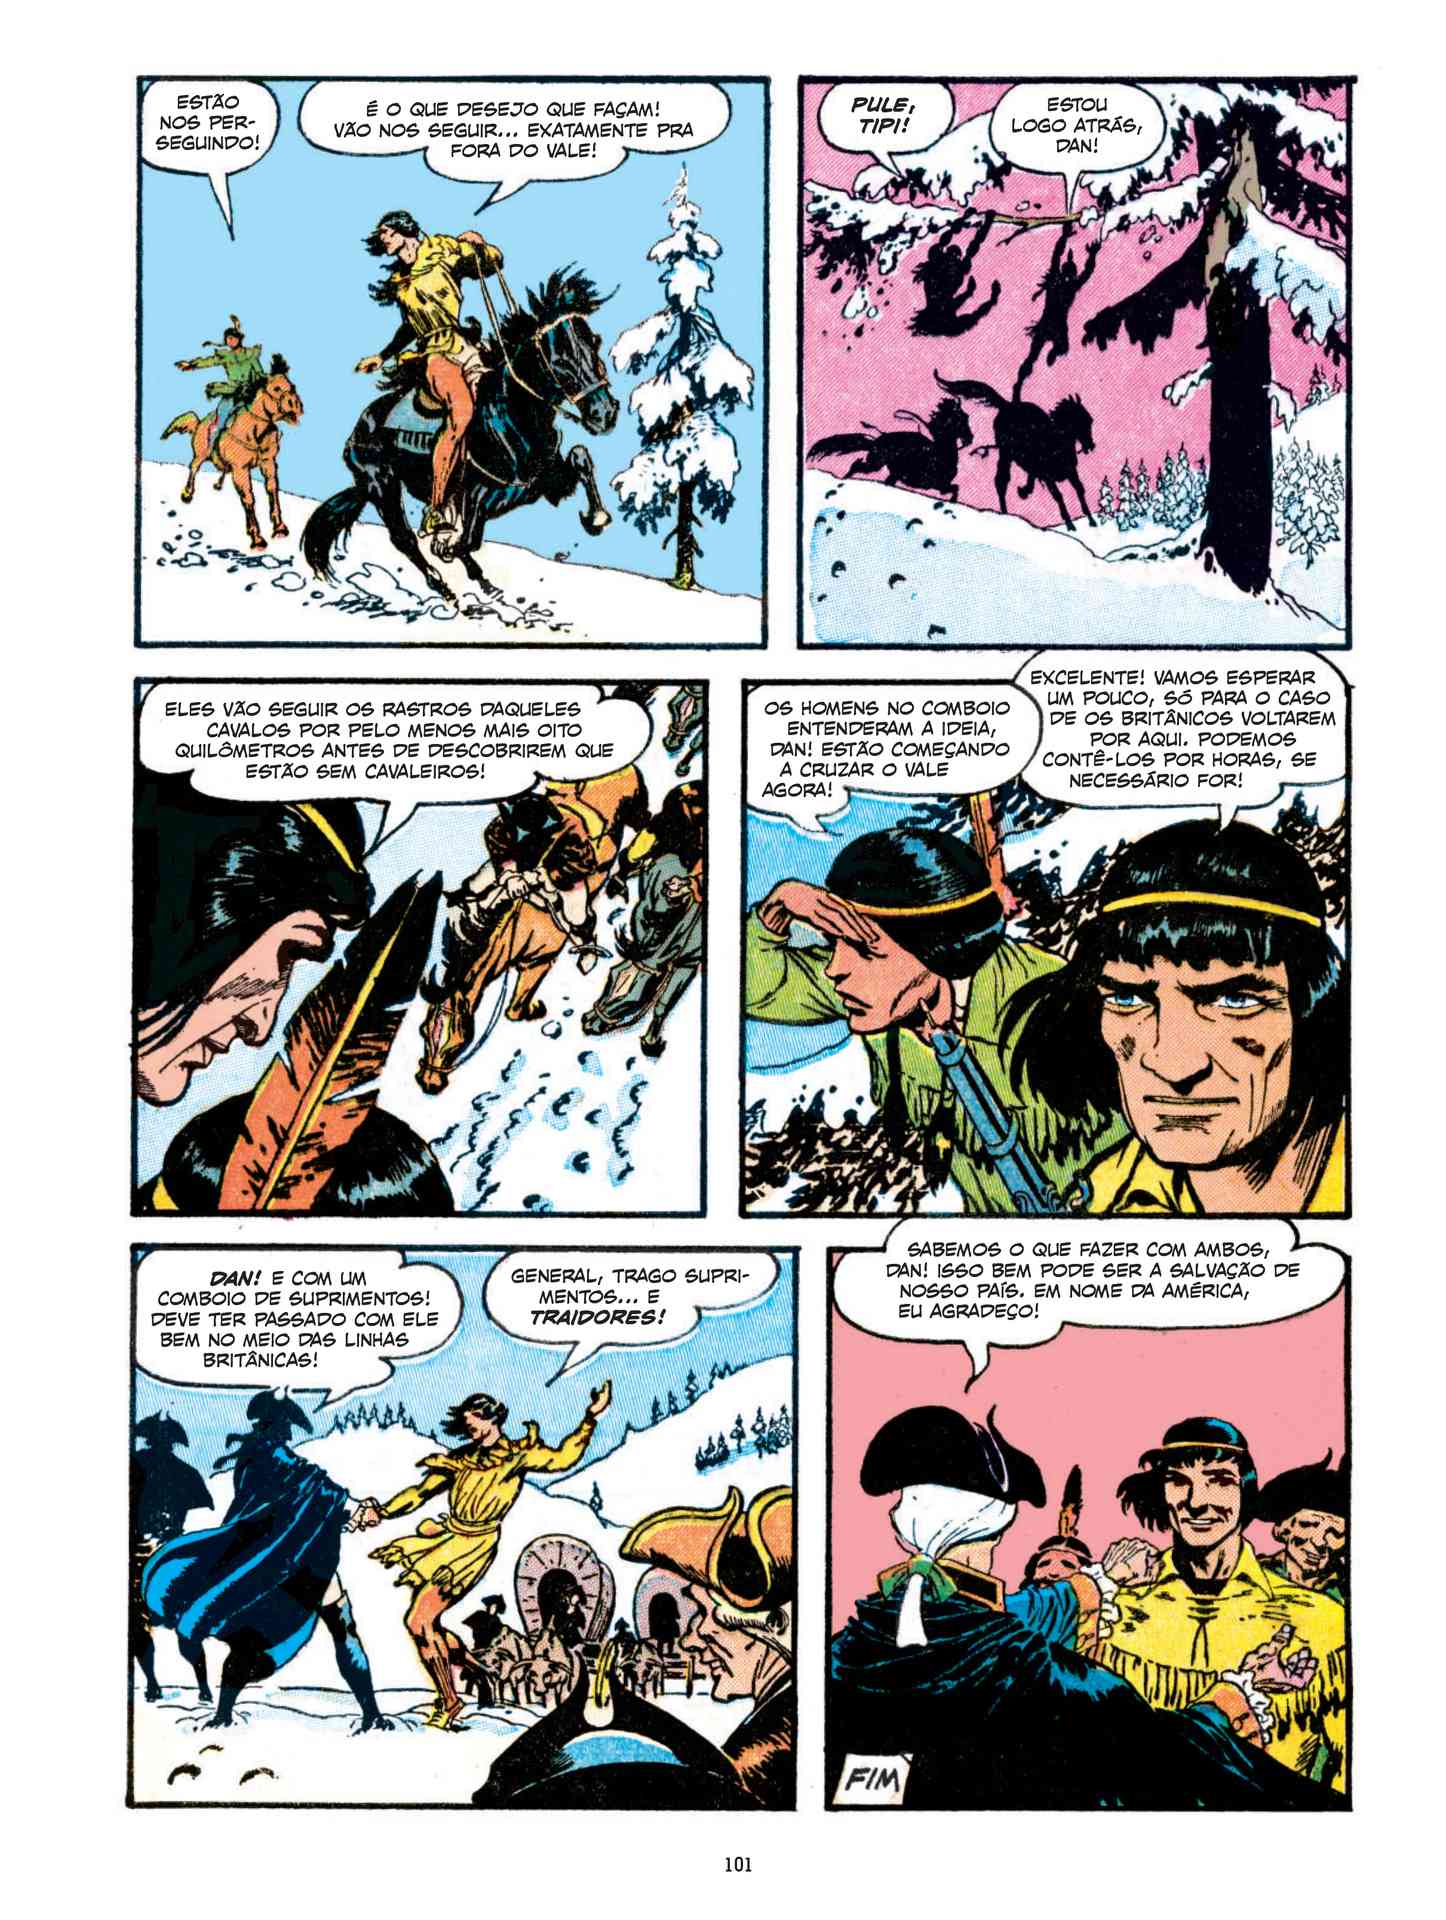 ESTÃO
NOS PER-
SEGUINDO!
É O QUE DESEJO QUE FAÇAM!
VÃO NOS SEGUIR... EXATAMENTE PRA
FORA DO VALE!
PULE,
TIPI!
ESTOU
LOGO ATRÁS,
DAN!
ELES VÃO SEGUIR OS RASTROS DAQUELES
CAVALOS POR PELO MENOS MAIS OITO
QUILÔMETROS ANTES DE DESCOBRIREM QUE
ESTÃO SEM CAVALEIROS!
OS HOMENS NO COMBOIO
ENTENDERAM A IDEIA,
DAN! ESTÃO COMEÇANDO
A CRUZAR O VALE
AGORA!
EXCELENTE! VAMOS ESPERAR
UM POUCO, SÓ PARA O CASO
DE OS BRITÂNICOS VOLTAREM
POR AQUI. PODEMOS
CONTÊ-LOS POR HORAS, SE
NECESSÁRIO FOR!
DAN! E COM UM
COMBOIO DE SUPRIMENTOS!
DEVE TER PASSADO COM ELE
BEM NO MEIO DAS LINHAS
BRITÂNICAS!
GENERAL, TRAGO SUPRI-
MENTOS... E
TRAIDORES!
SABEMOS O QUE FAZER COM AMBOS,
DAN! ISSO BEM PODE SER A SALVAÇÃO DE
NOSSO PAÍS. EM NOME DA AMÉRICA,
EU AGRADEÇO!
FIM
101